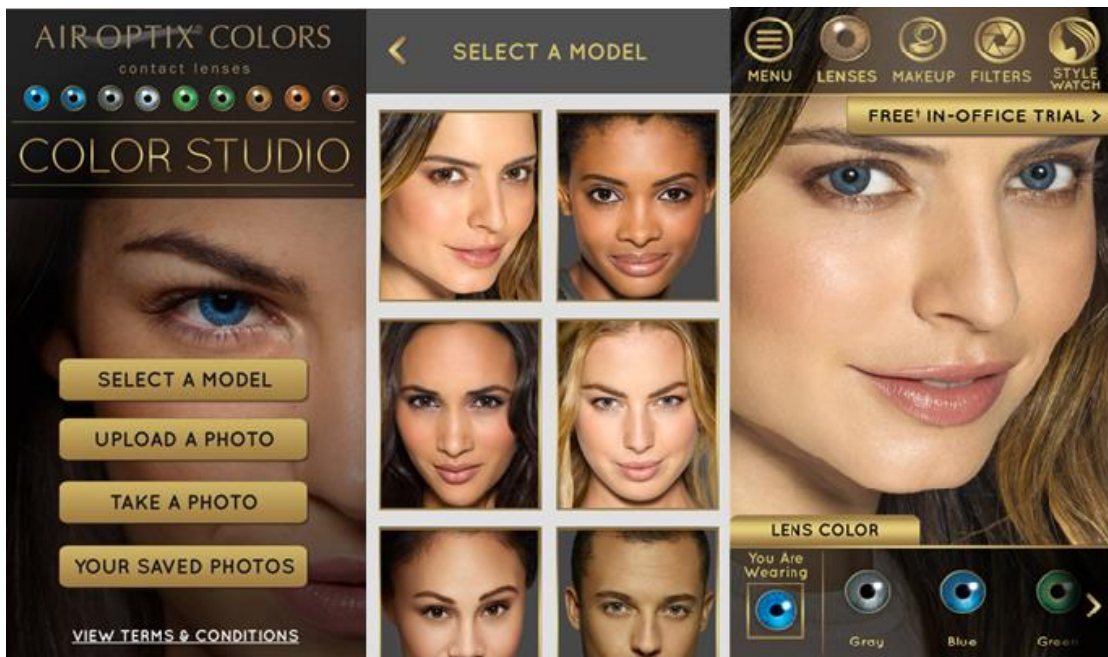 AIR OPTIX® COLORS
contact lenses
COLOR STUDIO
SELECT A MODEL
UPLOAD A PHOTO
TAKE A PHOTO
YOUR SAVED PHOTOS
VIEW TERMS & CONDITIONS
SELECT A MODEL
MENU
LENSES
MAKEUP
FILTERS
STYLE
WATCH
FREE† IN-OFFICE TRIAL >
LENS COLOR
You Are
Wearing
Gray
Blue
Green